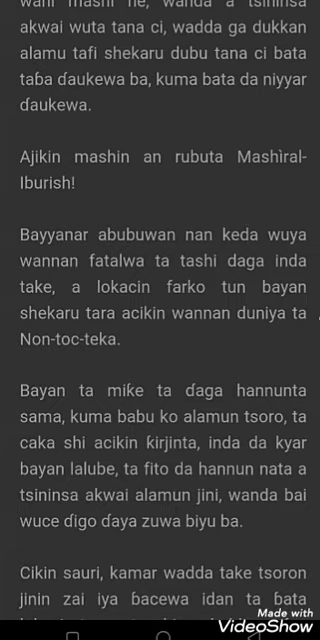 wani mashi ne, wanda a tsininsa
akwai wuta tana ci, wadda ga dukkan
alamu tafi shekaru dubu tana ci bata
taɓa ɗaukewa ba, kuma bata da niyyar
ɗaukewa.
Ajikin mashin an rubuta Mashìral-
Iburish!
Bayyanar abubuwan nan keda wuya
wannan fatalwa ta tashi daga inda
take, a lokacin farko tun bayan
shekaru tara acikin wannan duniya ta
Non-toc-teka.
Bayan ta miƙe ta ɗaga hannunta
sama, kuma babu ko alamun tsoro, ta
caka shi acikin ƙirjinta, inda da kyar
bayan lalube, ta fito da hannun nata a
tsininsa akwai alamun jini, wanda bai
wuce ɗigo ɗaya zuwa biyu ba.
Cikin sauri, kamar wadda take tsoron
jinin zai iya ɓacewa idan ta ɓata
Made with
VideoShow